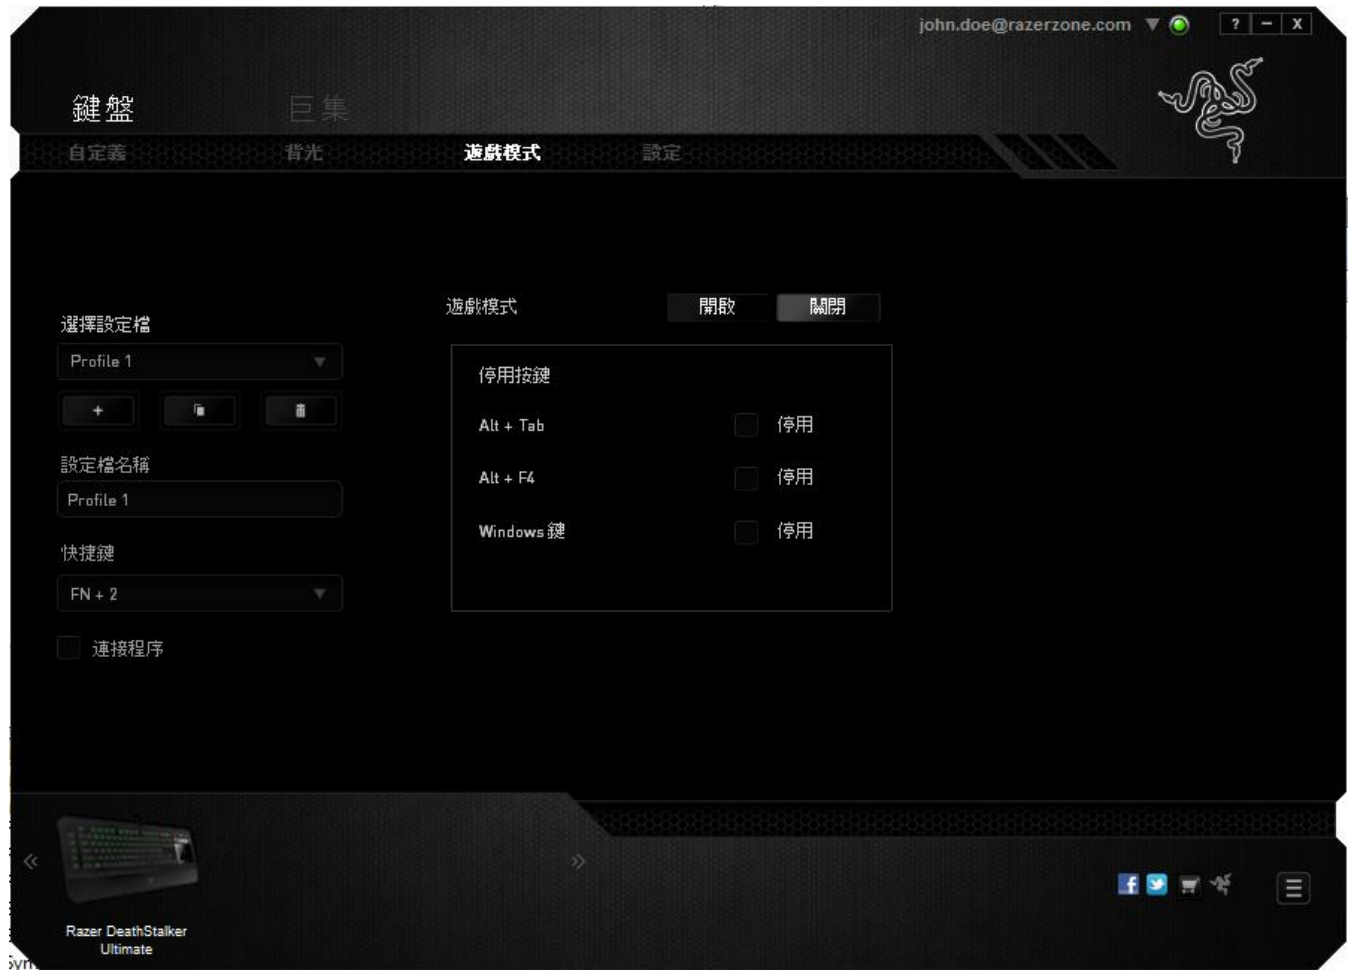 john.doe@razerzone.com
? – X
鍵盤 巨集
自定義 背光 遊戲模式 設定
遊戲模式 開啟 關閉
選擇設定檔
Profile 1
停用按鍵
Alt + Tab 停用
設定檔名稱
Alt + F4 停用
Profile 1
Windows 鍵 停用
快捷鍵
FN + 2
連接程序
Razer DeathStalker
Ultimate